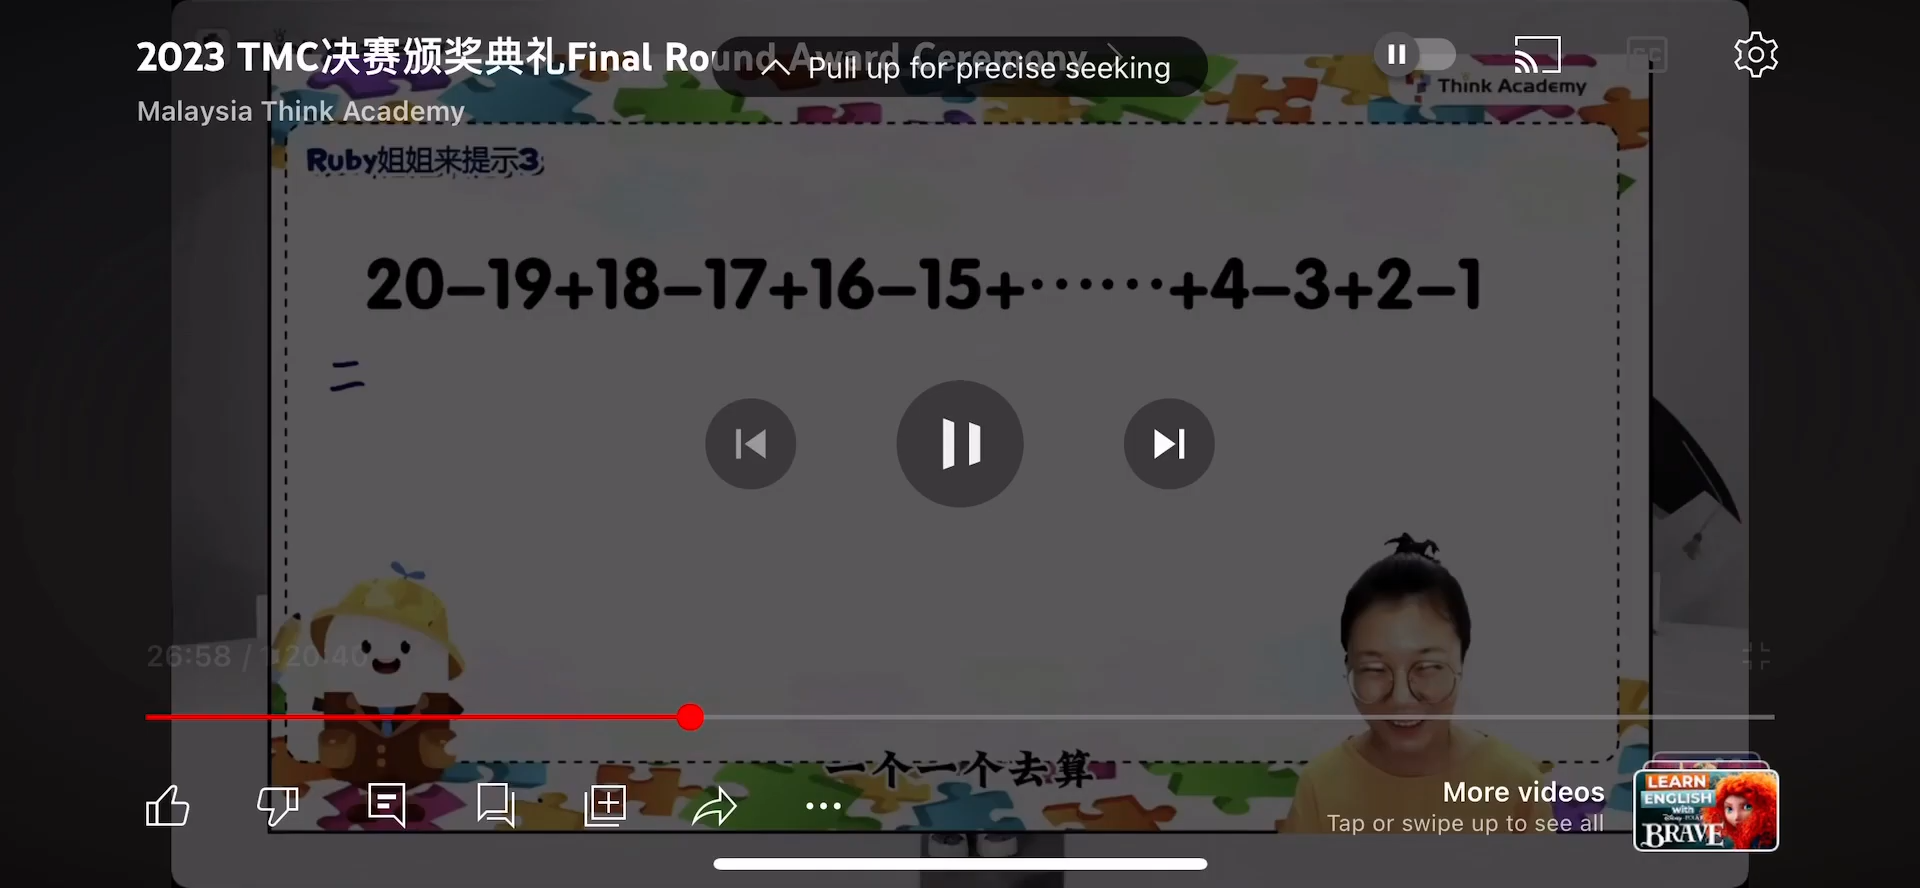 2023 TMC决赛颁奖典礼Final Round Award Ceremony
Pull up for precise seeking
Malaysia Think Academy
CC
Think Academy
Ruby姐姐来提示3
20−19+18−17+16−15+……+4−3+2−1
=
26:58 / 1:20:40
一个一个去算
More videos
Tap or swipe up to see all
LEARN
ENGLISH
with
BRAVE